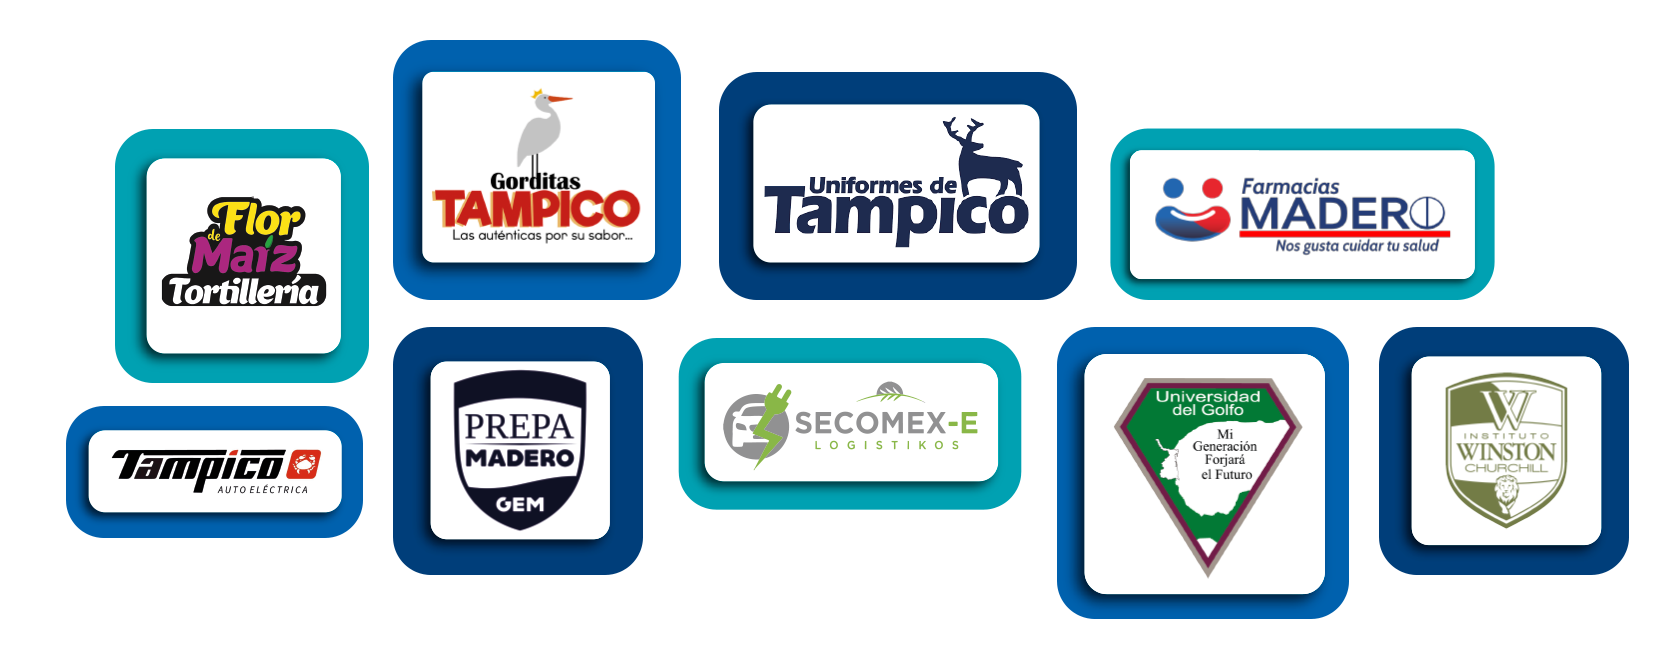 Flor
de
Maíz
Tortillería
Gorditas
TAMPICO
Las auténticas por su sabor...
Uniformes de
Tampico
Farmacias
MADERO
Nos gusta cuidar tu salud
Tampico
AUTO ELÉCTRICA
PREPA
MADERO
GEM
SECOMEX-E
LOGISTIKOS
Universidad
del Golfo
Mi
Generación
Forjará
el Futuro
W
INSTITUTO
WINSTON
CHURCHILL